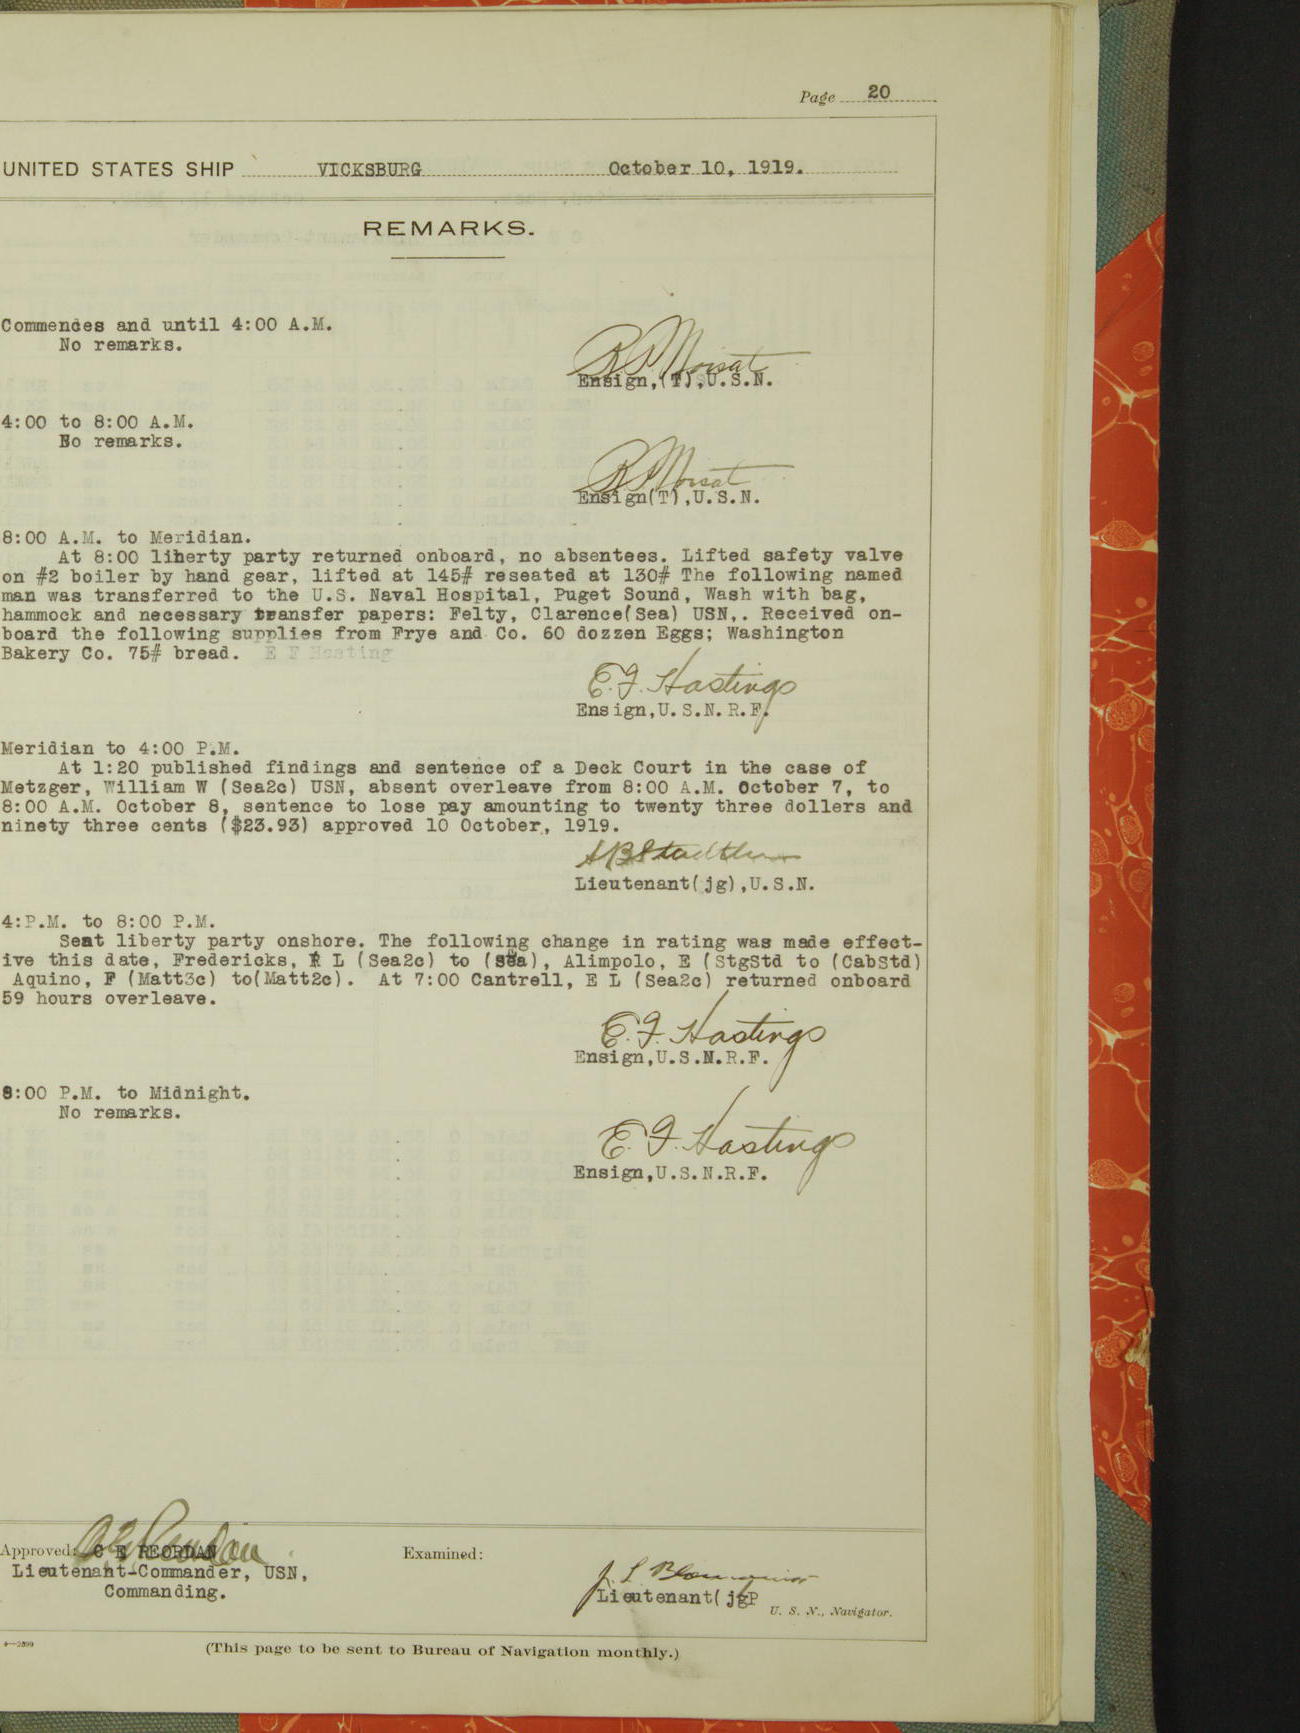 Page 20
UNITED STATES SHIP VICKSBURG October 10, 1919.
REMARKS.
Commences and until 4:00 A.M.
No remarks.
Ensign,(T),U.S.N.
4:00 to 8:00 A.M.
No remarks.
Ensign(T),U.S.N.
8:00 A.M. to Meridian.
At 8:00 liberty party returned onboard, no absentees. Lifted safety valve
on #2 boiler by hand gear, lifted at 145# reseated at 130# The following named
man was transferred to the U.S. Naval Hospital, Puget Sound, Wash with bag,
hammock and necessary transfer papers: Felty, Clarence(Sea) USN,. Received on-
board the following supplies from Frye and Co. 60 dozzen Eggs; Washington
Bakery Co. 75# bread. E F Hasting
E.F. Hastings
Ensign,U.S.N.R.F.
Meridian to 4:00 P.M.
At 1:20 published findings and sentence of a Deck Court in the case of
Metzger, William W (Sea2c) USN, absent overleave from 8:00 A.M. October 7, to
8:00 A.M. October 8, sentence to lose pay amounting to twenty three dollers and
ninety three cents ($23.93) approved 10 October, 1919.
Lieutenant(jg),U.S.N.
4:P.M. to 8:00 P.M.
Sent liberty party onshore. The following change in rating was made effect-
ive this date, Fredericks, R L (Sea2c) to (Sea), Alimpolo, E (StgStd to (CabStd)
Aquino, F (Matt3c) to(Matt2c). At 7:00 Cantrell, E L (Sea2c) returned onboard
59 hours overleave.
E.F. Hastings
Ensign,U.S.N.R.F.
8:00 P.M. to Midnight.
No remarks.
E.F. Hastings
Ensign,U.S.N.R.F.
Approved: C E REORDAN
Examined:
Lieutenant-Commander, USN,
Commanding.
Lieutenant(jgP
U. S. N., Navigator.
(This page to be sent to Bureau of Navigation monthly.)